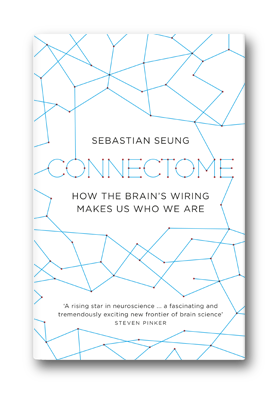 SEBASTIAN SEUNG
CONNECTOME
HOW THE BRAIN'S WIRING
MAKES US WHO WE ARE
'A rising star in neuroscience ... a fascinating and
tremendously exciting new frontier of brain science'
STEVEN PINKER